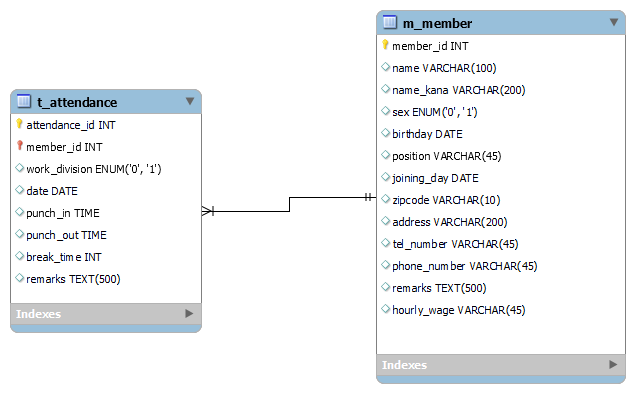 t_attendance
attendance_id INT
member_id INT
work_division ENUM('0', '1')
date DATE
punch_in TIME
punch_out TIME
break_time INT
remarks TEXT(500)
Indexes
m_member
member_id INT
name VARCHAR(100)
name_kana VARCHAR(200)
sex ENUM('0', '1')
birthday DATE
position VARCHAR(45)
joining_day DATE
zipcode VARCHAR(10)
address VARCHAR(200)
tel_number VARCHAR(45)
phone_number VARCHAR(45)
remarks TEXT(500)
hourly_wage VARCHAR(45)
Indexes